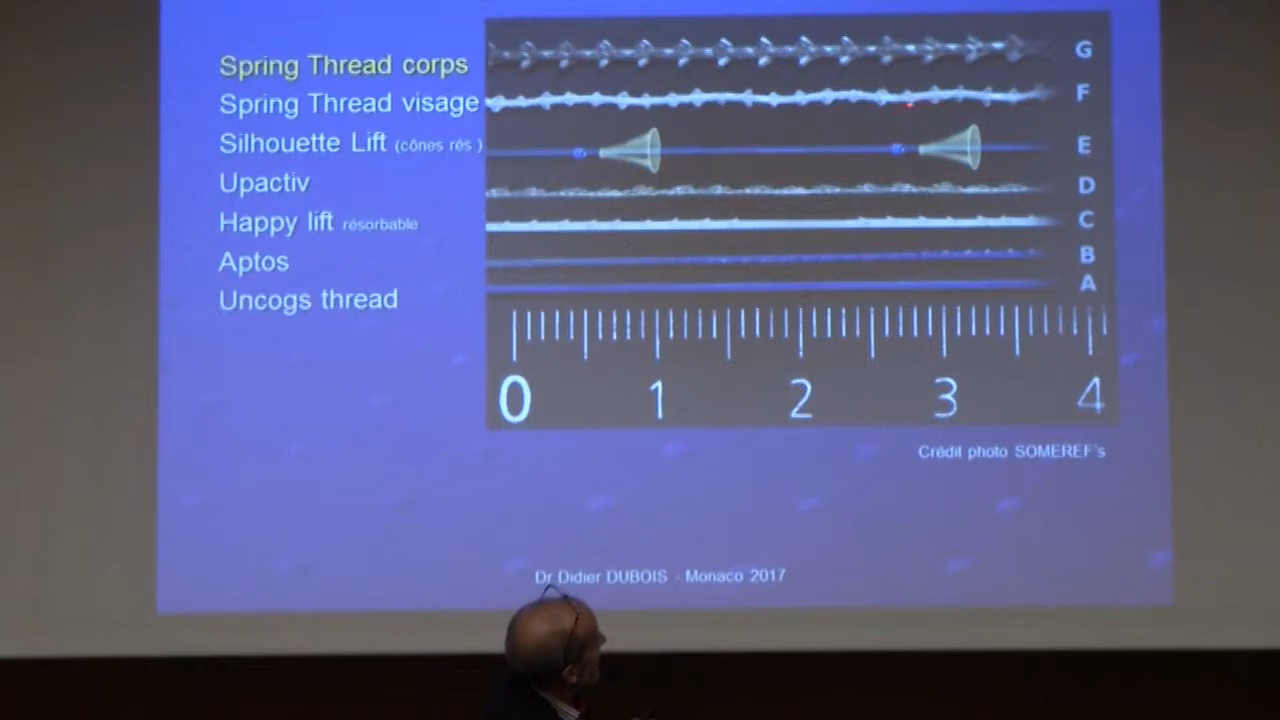 Spring Thread corps G
Spring Thread visage F
Silhouette Lift (cônes rés ) E
Upactiv D
Happy lift résorbable C
Aptos B
Uncogs thread A
0 1 2 3 4
Crédit photo SOMEREF's
Dr Didier DUBOIS - Monaco 2017